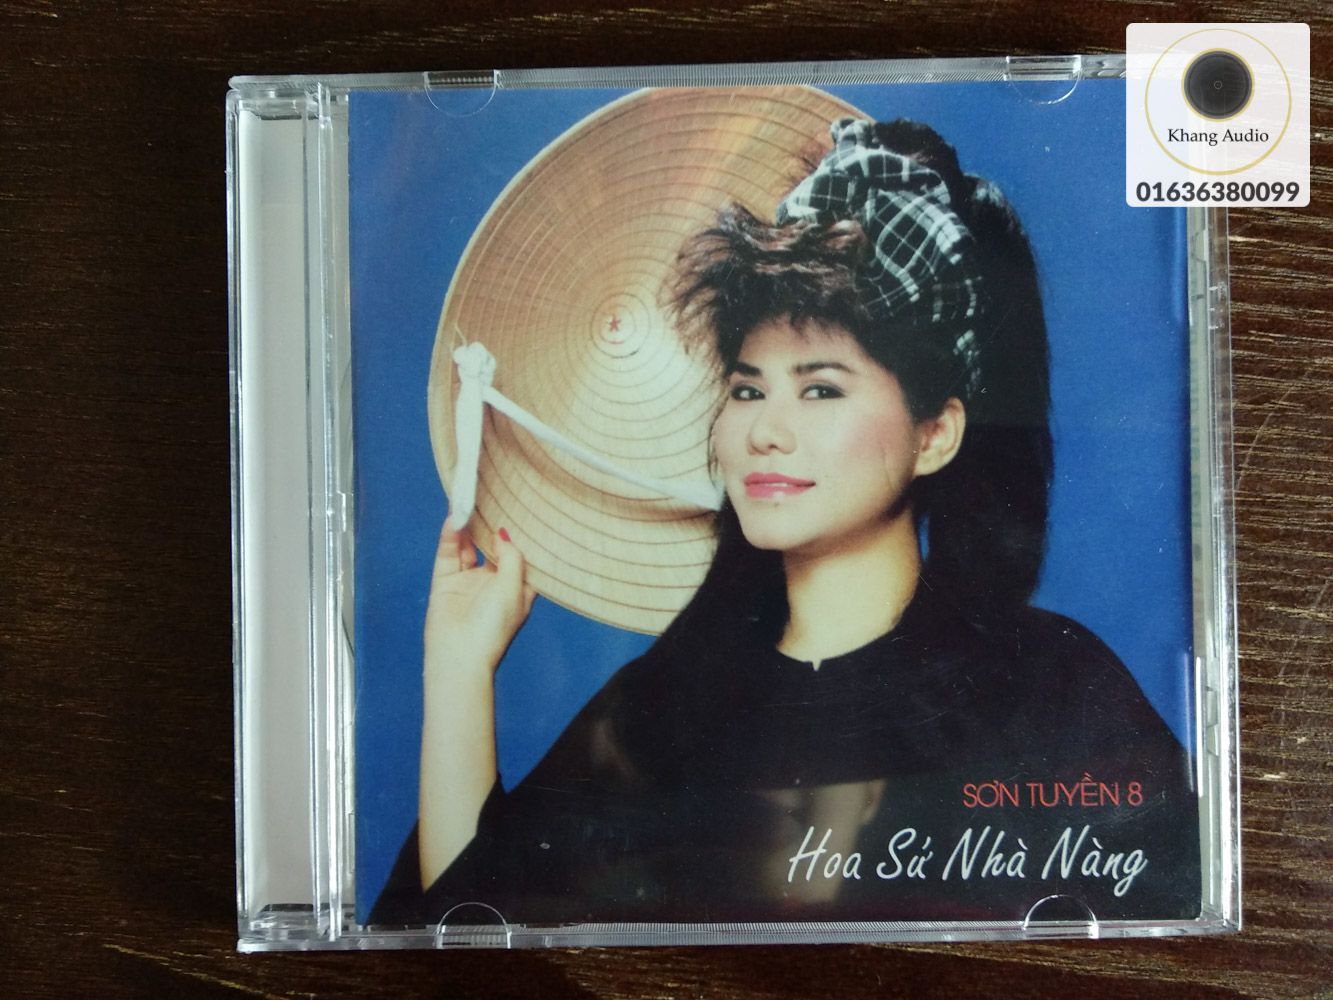 Khang Audio
01636380099
SƠN TUYỀN 8
Hoa Sứ Nhà Nàng